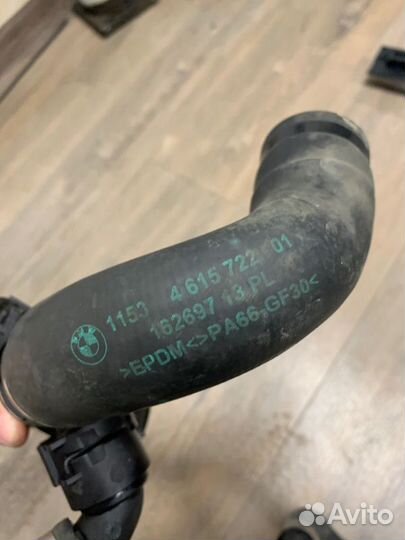 1153 4 615 722 01
162697 13 PL
>EPDM<>PA66-GF30<
Avito